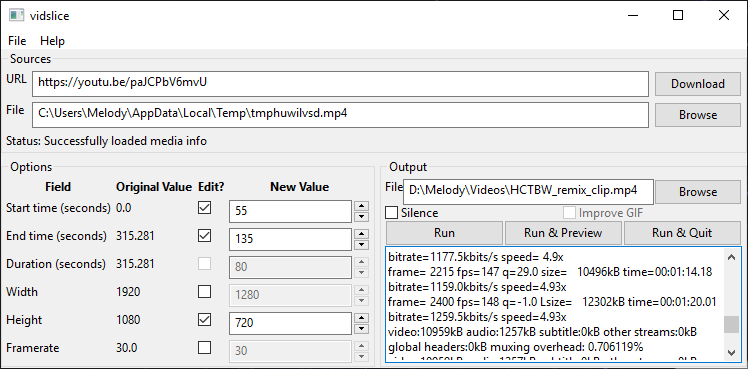 vidslice
File Help
Sources
URL https://youtu.be/paJCPbV6mvU Download
File C:\Users\Melody\AppData\Local\Temp\tmphuwilvsd.mp4 Browse
Status: Successfully loaded media info
Options
Field Original Value Edit? New Value
Start time (seconds) 0.0 55
End time (seconds) 315.281 135
Duration (seconds) 315.281 80
Width 1920 1280
Height 1080 720
Framerate 30.0 30
Output
File D:\Melody\Videos\HCTBW_remix_clip.mp4 Browse
Silence Improve GIF
Run Run & Preview Run & Quit
bitrate=1177.5kbits/s speed= 4.9x
frame= 2215 fps=147 q=29.0 size= 10496kB time=00:01:14.18
bitrate=1159.0kbits/s speed=4.93x
frame= 2400 fps=148 q=-1.0 Lsize= 12302kB time=00:01:20.01
bitrate=1259.5kbits/s speed=4.93x
video:10959kB audio:1257kB subtitle:0kB other streams:0kB
global headers:0kB muxing overhead: 0.706119%